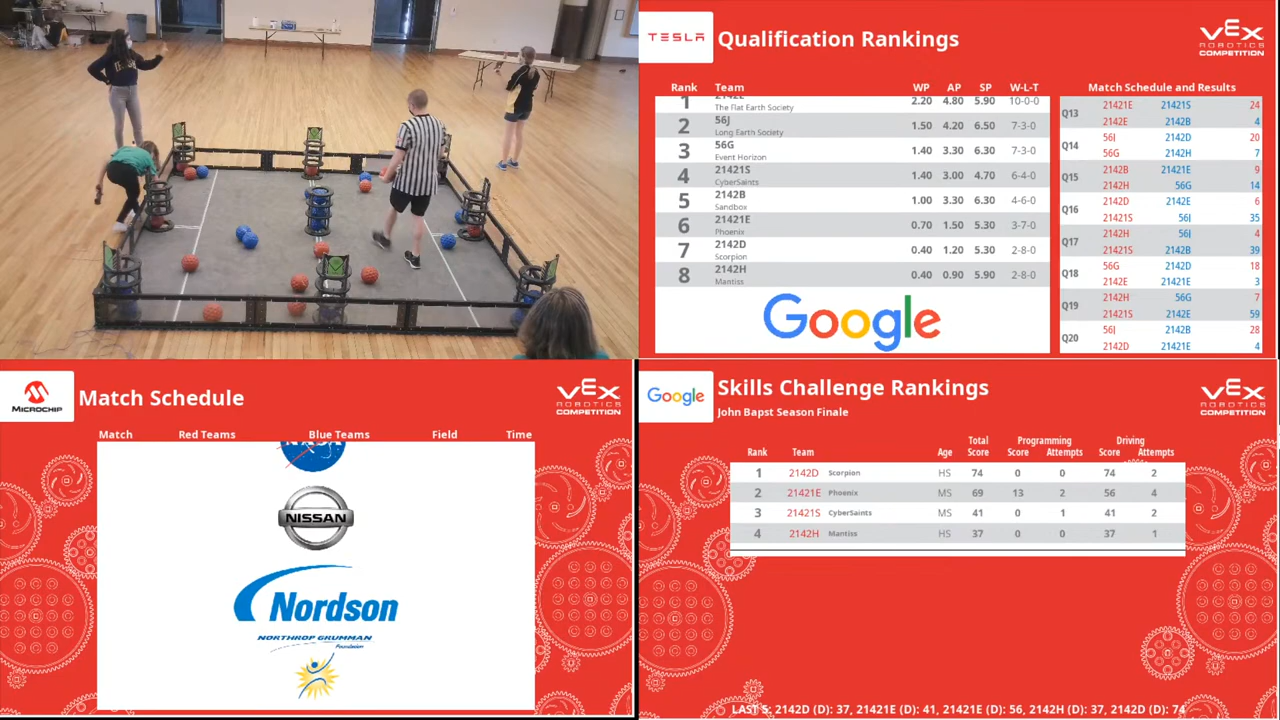 TESLA
Qualification Rankings
VEX
ROBOTICS
COMPETITION
Rank Team WP AP SP W-L-T
1 2142E 2.20 4.80 5.90 10-0-0
The Flat Earth Society
2 56J 1.50 4.20 6.50 7-3-0
Long Earth Society
3 56G 1.40 3.30 6.30 7-3-0
Event Horizon
4 21421S 1.40 3.00 4.70 6-4-0
CyberSaints
5 2142B 1.00 3.30 6.30 4-6-0
Sandbox
6 21421E 0.70 1.50 5.30 3-7-0
Phoenix
7 2142D 0.40 1.20 5.30 2-8-0
Scorpion
8 2142H 0.40 0.90 5.90 2-8-0
Mantiss
Google
Match Schedule and Results
Q13 21421E 21421S 24
2142E 2142B 4
Q14 56J 2142D 20
56G 2142H 7
Q15 2142B 21421E 9
2142H 56G 14
Q16 2142D 2142E 6
21421S 56J 35
Q17 2142H 56J 4
21421S 2142B 39
Q18 56G 2142D 18
2142E 21421E 3
Q19 2142H 56G 7
21421S 2142E 59
Q20 56J 2142B 28
2142D 21421E 4
MICROCHIP
Match Schedule
VEX
ROBOTICS
COMPETITION
Match Red Teams Blue Teams Field Time
NASA
NISSAN
Nordson
NORTHROP GRUMMAN
Foundation
Google
Skills Challenge Rankings
John Bapst Season Finale
VEX
ROBOTICS
COMPETITION
Total Programming Driving
Rank Team Age Score Score Attempts Score Attempts
1 2142D Scorpion HS 74 0 0 74 2
2 21421E Phoenix MS 69 13 2 56 4
3 21421S CyberSaints MS 41 0 1 41 2
4 2142H Mantiss HS 37 0 0 37 1
LAST 5, 2142D (D): 37, 21421E (D): 41, 21421E (D): 56, 2142H (D): 37, 2142D (D): 74